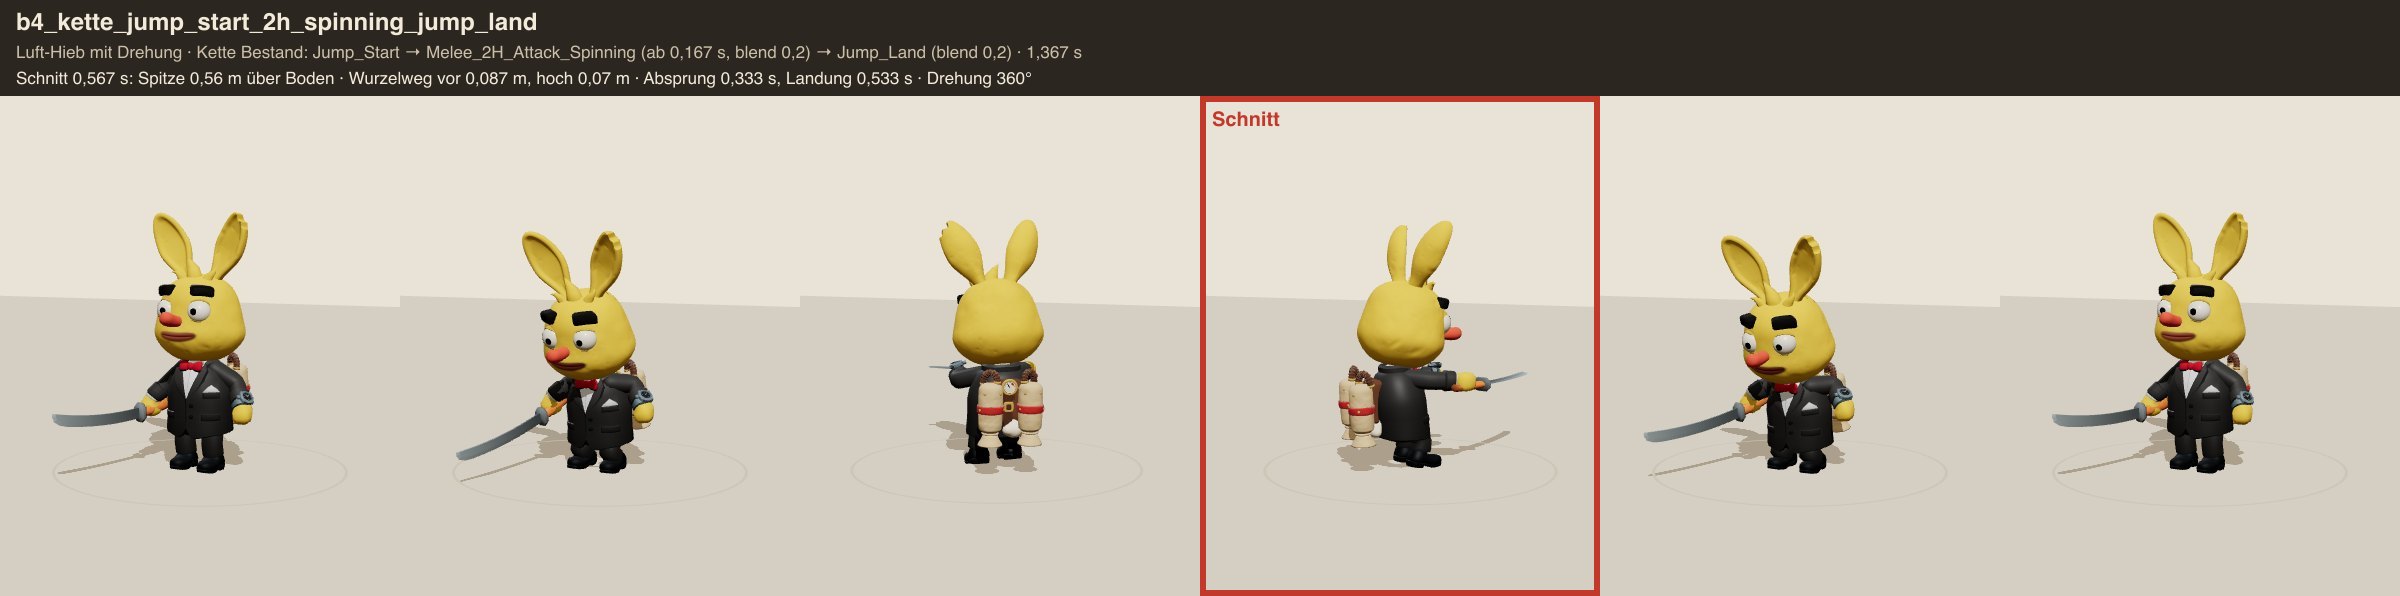 b4_kette_jump_start_2h_spinning_jump_land
Luft-Hieb mit Drehung · Kette Bestand: Jump_Start → Melee_2H_Attack_Spinning (ab 0,167 s, blend 0,2) → Jump_Land (blend 0,2) · 1,367 s
Schnitt 0,567 s: Spitze 0,56 m über Boden · Wurzelweg vor 0,087 m, hoch 0,07 m · Absprung 0,333 s, Landung 0,533 s · Drehung 360°
Schnitt